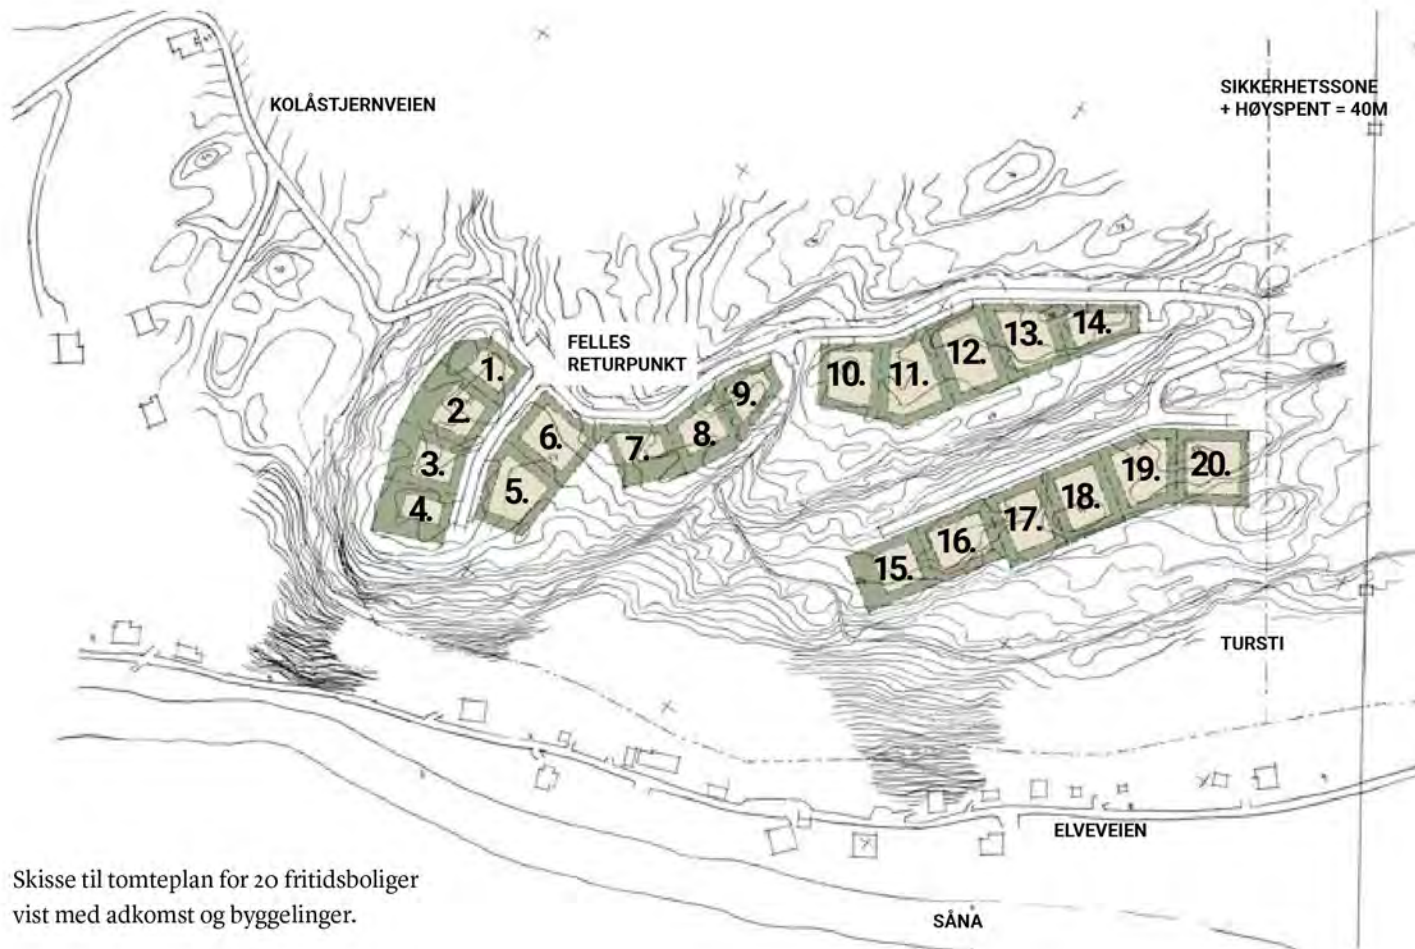 KOLÅSTJERNVEIEN
SIKKERHETSSONE
+ HØYSPENT = 40M
FELLES
RETURPUNKT
1.
2.
3.
4.
5.
6.
7.
8.
9.
10.
11.
12.
13.
14.
15.
16.
17.
18.
19.
20.
TURSTI
ELVEVEIEN
SÅNÅ
Skisse til tomteplan for 20 fritidsboliger
vist med adkomst og byggelinger.